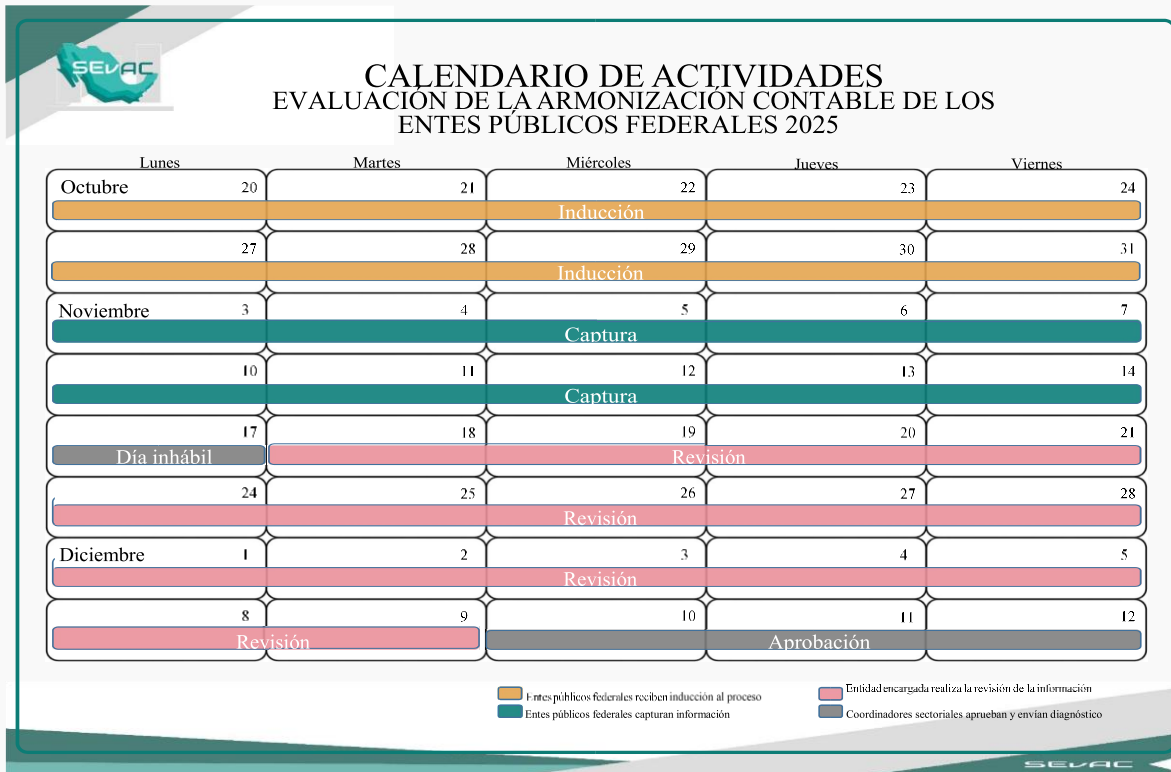 SEvAC
CALENDARIO DE ACTIVIDADES
EVALUACIÓN DE LA ARMONIZACIÓN CONTABLE DE LOS
ENTES PÚBLICOS FEDERALES 2025
Lunes Martes Miércoles Jueves Viernes
Octubre 20 21 22 23 24
Inducción
27 28 29 30 31
Inducción
Noviembre 3 4 5 6 7
Captura
10 11 12 13 14
Captura
17 18 19 20 21
Día inhábil Revisión
24 25 26 27 28
Revisión
Diciembre 1 2 3 4 5
Revisión
8 9 10 11 12
Revisión Aprobación
Entes públicos federales reciben inducción al proceso
Entidad encargada realiza la revisión de la información
Entes públicos federales capturan información
Coordinadores sectoriales aprueban y envían diagnóstico
SEvAC